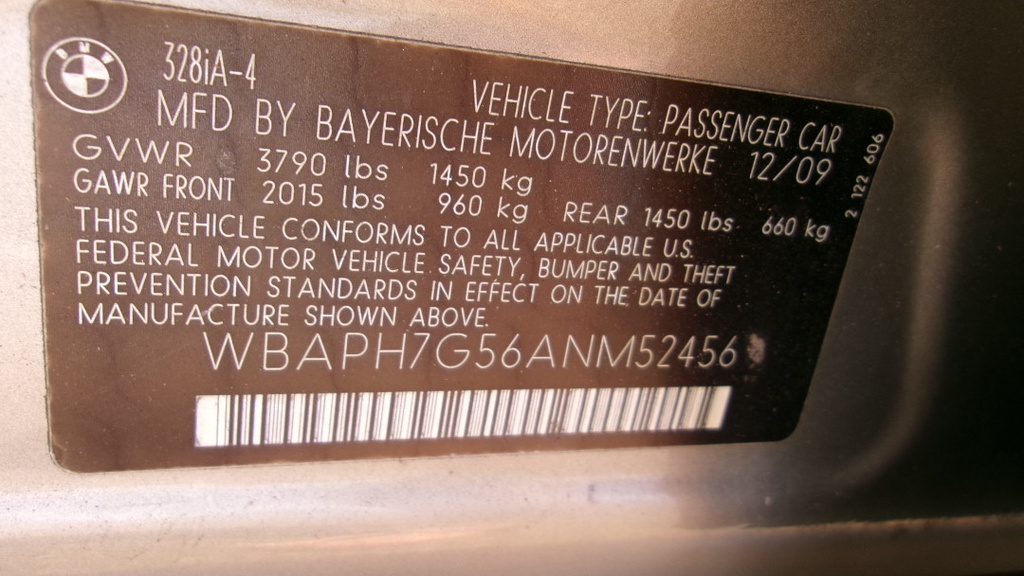 BMW
328iA-4
VEHICLE TYPE: PASSENGER CAR
MFD BY BAYERISCHE MOTORENWERKE 12/09
GVWR 3790 lbs 1450 kg
GAWR FRONT 2015 lbs 960 kg REAR 1450 lbs 660 kg
THIS VEHICLE CONFORMS TO ALL APPLICABLE U.S.
FEDERAL MOTOR VEHICLE SAFETY, BUMPER AND THEFT
PREVENTION STANDARDS IN EFFECT ON THE DATE OF
MANUFACTURE SHOWN ABOVE.
WBAPH7G56ANM52456
2 122 606